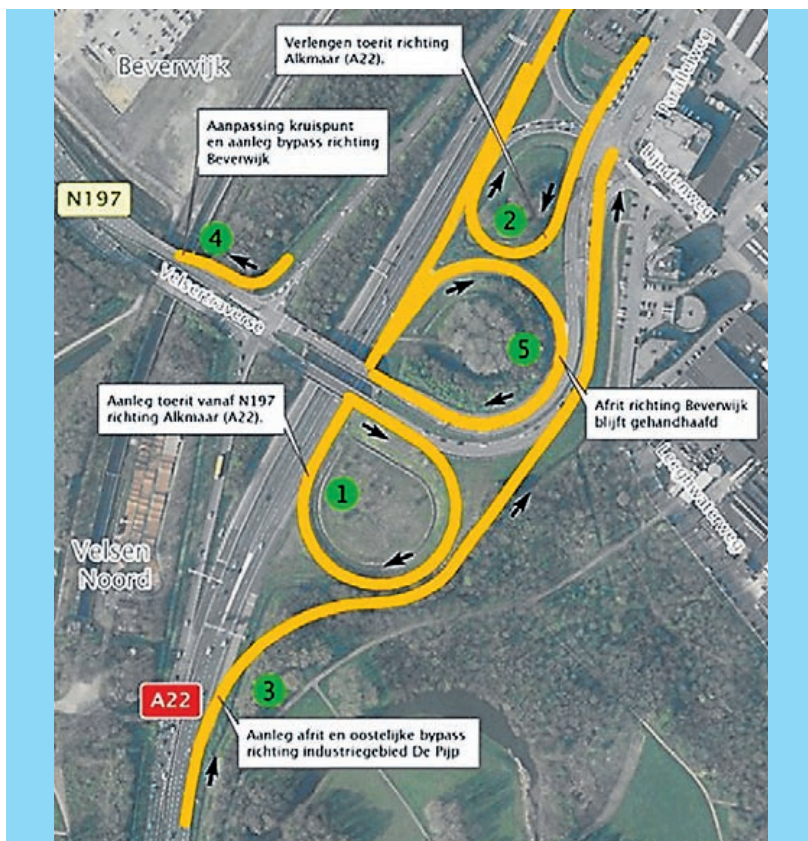 Verlengen toerit richting
Alkmaar (A22).
Beverwijk
Aanpassing kruispunt
en aanleg bypass richting
Beverwijk
Parallelweg
Lijndenweg
N197
4
2
Velsertraverse
5
Aanleg toerit vanaf N197
richting Alkmaar (A22).
Afrit richting Beverwijk
blijft gehandhaafd
1
Leeghwaterweg
Velsen
Noord
3
A22
Aanleg afrit en oostelijke bypass
richting industriegebied De Pijp